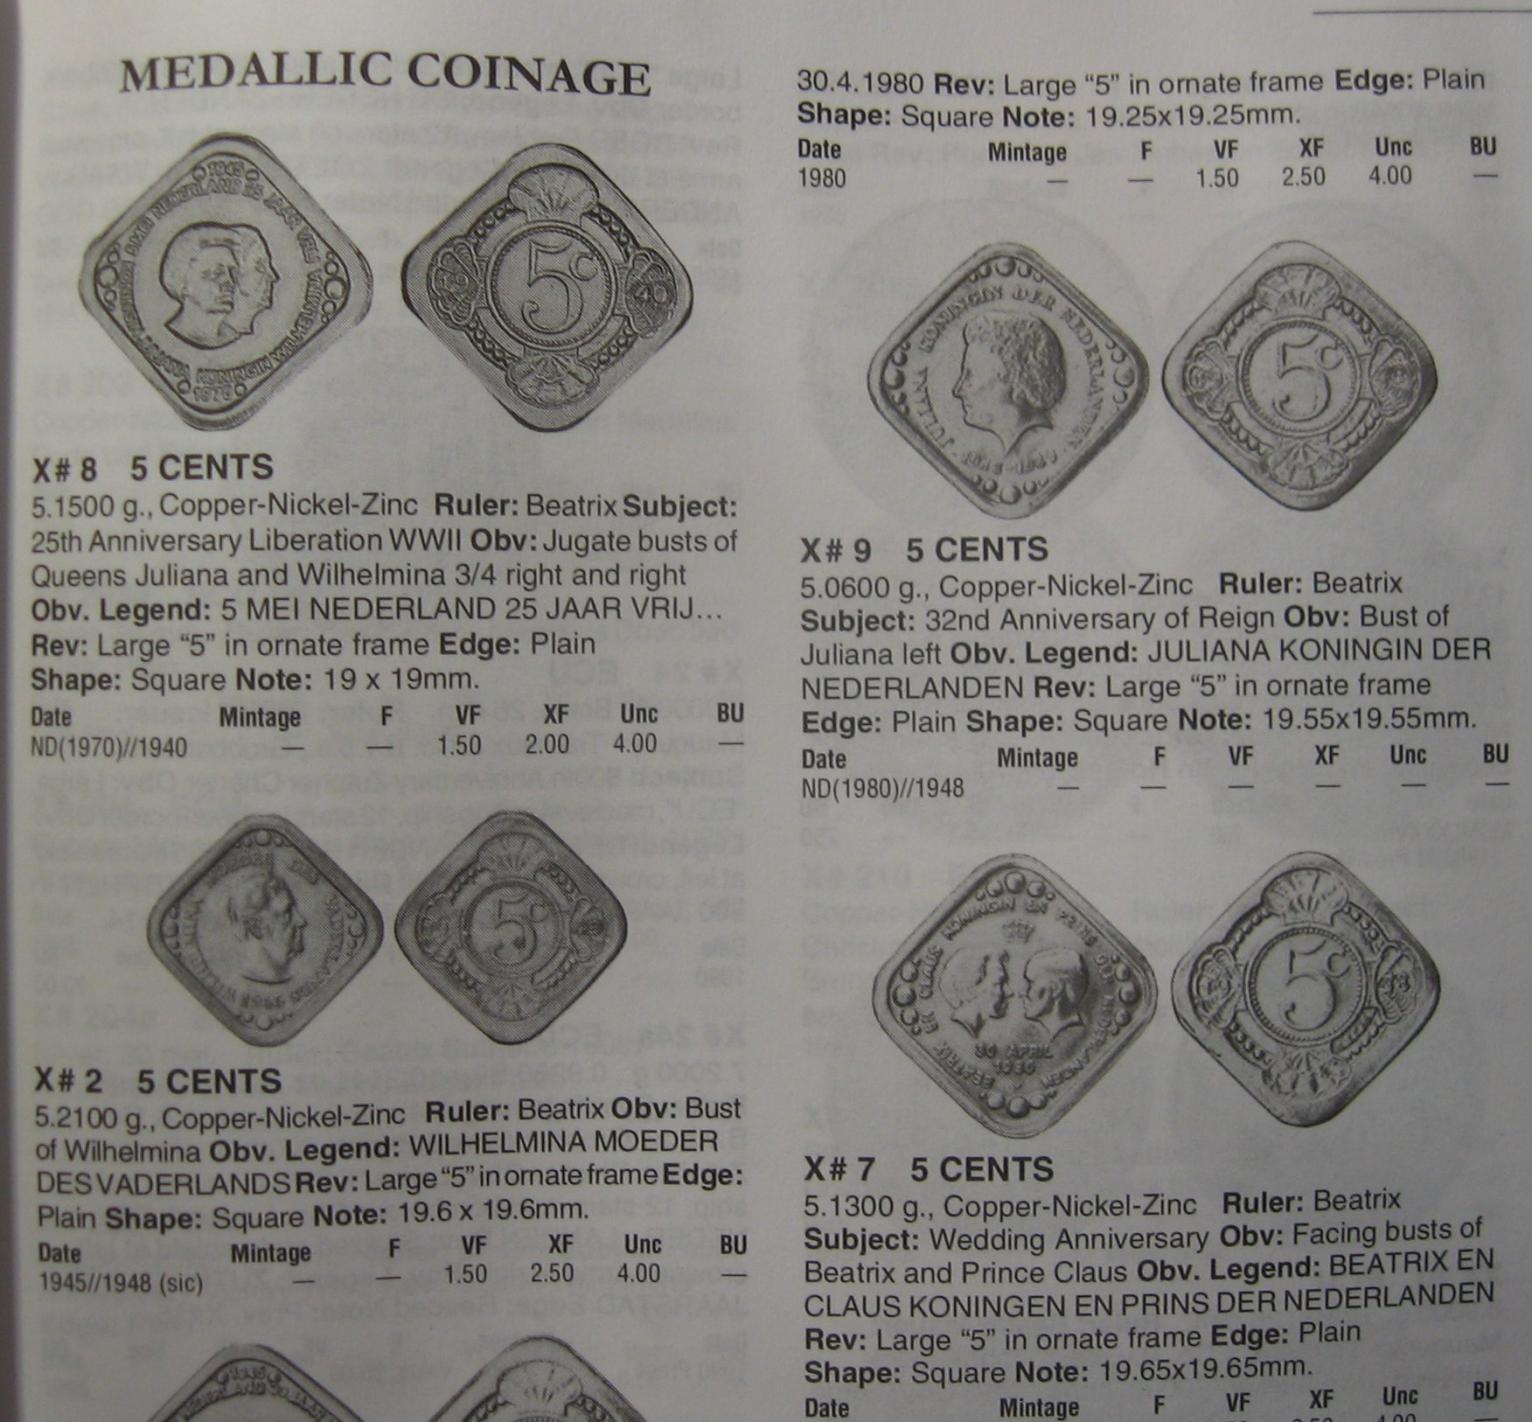 MEDALLIC COINAGE
X# 8 5 CENTS
5.1500 g., Copper-Nickel-Zinc Ruler: Beatrix Subject:
25th Anniversary Liberation WWII Obv: Jugate busts of
Queens Juliana and Wilhelmina 3/4 right and right
Obv. Legend: 5 MEI NEDERLAND 25 JAAR VRIJ...
Rev: Large “5” in ornate frame Edge: Plain
Shape: Square Note: 19 x 19mm.
Date Mintage F VF XF Unc BU
ND(1970)//1940 — — 1.50 2.00 4.00 —
5c
X# 2 5 CENTS
5.2100 g., Copper-Nickel-Zinc Ruler: Beatrix Obv: Bust
of Wilhelmina Obv. Legend: WILHELMINA MOEDER
DES VADERLANDS Rev: Large “5” in ornate frame Edge:
Plain Shape: Square Note: 19.6 x 19.6mm.
Date Mintage F VF XF Unc BU
1945//1948 (sic) — — 1.50 2.50 4.00 —
5c
30.4.1980 Rev: Large “5” in ornate frame Edge: Plain
Shape: Square Note: 19.25x19.25mm.
Date Mintage F VF XF Unc BU
1980 — — 1.50 2.50 4.00 —
JULIANA KONINGIN DER NEDERLANDEN
5c
X# 9 5 CENTS
5.0600 g., Copper-Nickel-Zinc Ruler: Beatrix
Subject: 32nd Anniversary of Reign Obv: Bust of
Juliana left Obv. Legend: JULIANA KONINGIN DER
NEDERLANDEN Rev: Large “5” in ornate frame
Edge: Plain Shape: Square Note: 19.55x19.55mm.
Date Mintage F VF XF Unc BU
ND(1980)//1948 — — — — — —
30 APRIL
1980
5c
X# 7 5 CENTS
5.1300 g., Copper-Nickel-Zinc Ruler: Beatrix
Subject: Wedding Anniversary Obv: Facing busts of
Beatrix and Prince Claus Obv. Legend: BEATRIX EN
CLAUS KONINGEN EN PRINS DER NEDERLANDEN
Rev: Large “5” in ornate frame Edge: Plain
Shape: Square Note: 19.65x19.65mm.
Date Mintage F VF XF Unc BU